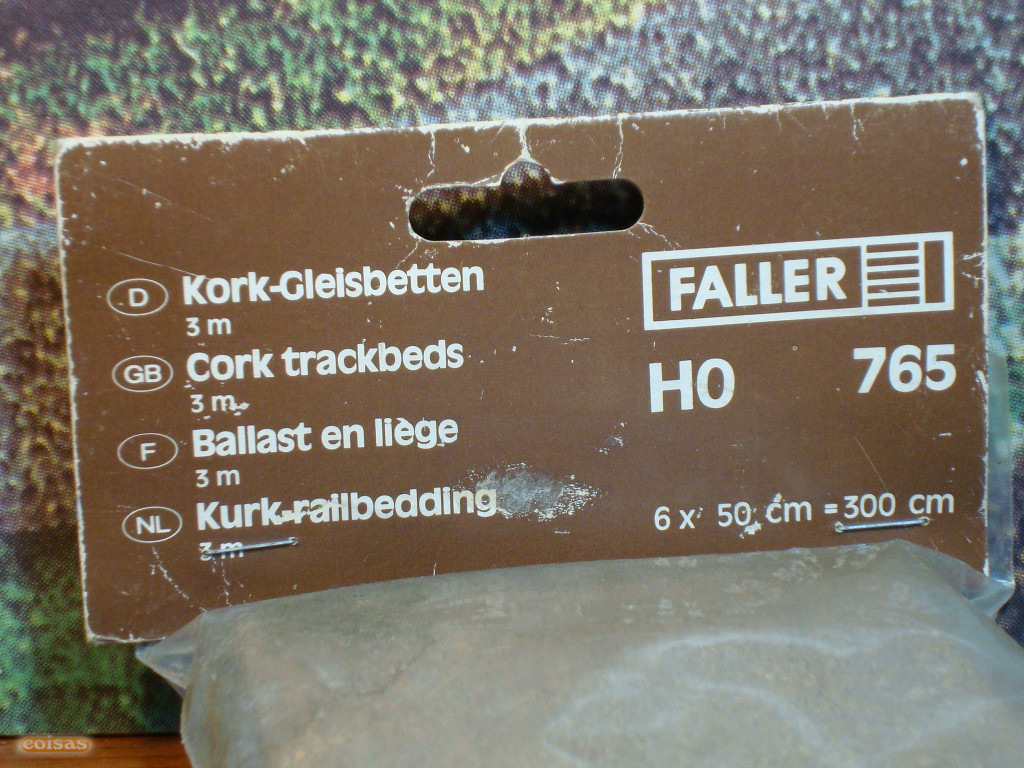 D Kork-Gleisbetten
3 m
GB Cork trackbeds
3 m
F Ballast en liège
3 m
NL Kurk-railbedding
3 m
FALLER
H0 765
6 x 50 cm = 300 cm
coisas